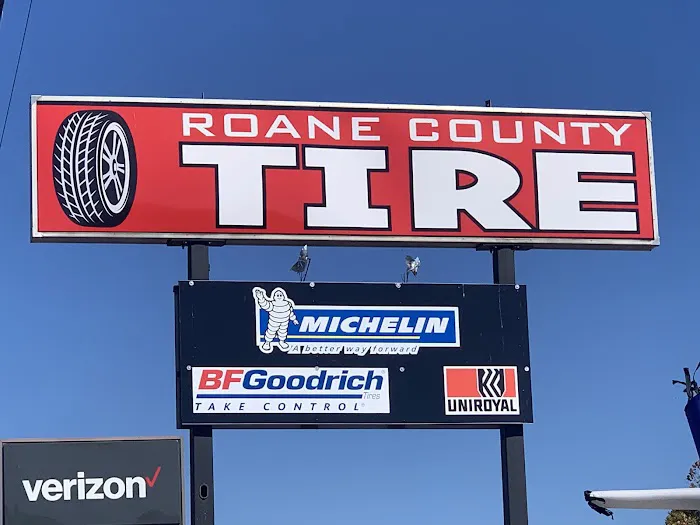 ROANE COUNTY
TIRE
MICHELIN
A better way forward
BFGoodrich
Tires
TAKE CONTROL
UNIROYAL
verizon